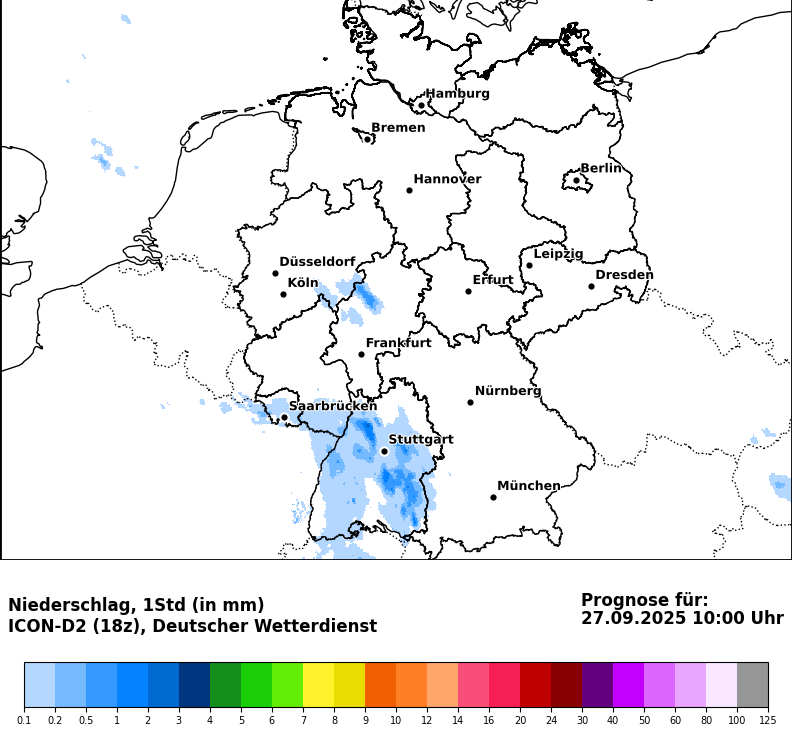 Hamburg
Bremen
Berlin
Hannover
Leipzig
Düsseldorf
Dresden
Köln
Erfurt
Frankfurt
Nürnberg
Saarbrücken
Stuttgart
München
Niederschlag, 1Std (in mm)
ICON-D2 (18z), Deutscher Wetterdienst
Prognose für:
27.09.2025 10:00 Uhr
0.1 0.2 0.5 1 2 3 4 5 6 7 8 9 10 12 14 16 20 24 30 40 50 60 80 100 125